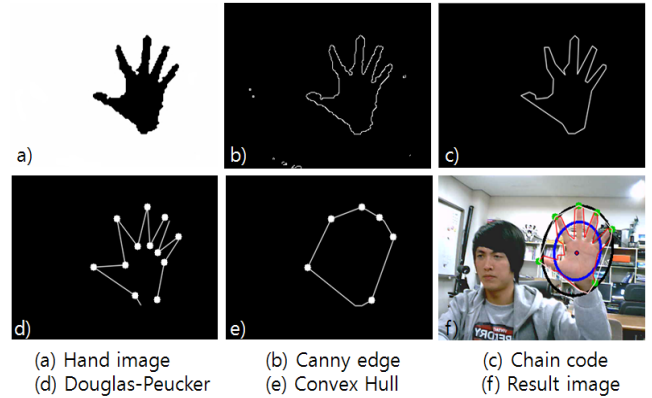 a)
b)
c)
d)
e)
f
(a) Hand image
(b) Canny edge
(c) Chain code
(d) Douglas-Peucker
(e) Convex Hull
(f) Result image